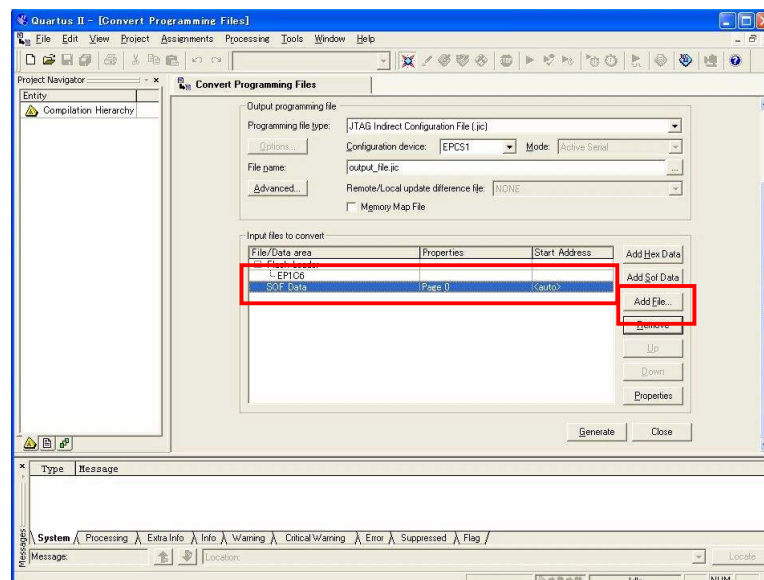 Quartus II - [Convert Programming Files]
File Edit View Project Assignments Processing Tools Window Help
Project Navigator
Convert Programming Files
Entity
Compilation Hierarchy
Output programming file
Programming file type: JTAG Indirect Configuration File (.jic)
Options... Configuration device: EPCS1 Mode: Active Serial
File name: output_file.jic ...
Advanced... Remote/Local update difference file: NONE
Memory Map File
Input files to convert
File/Data area Properties Start Address Add Hex Data
Flash Loader
EP1C6 Add Sof Data
SOF Data Page 0 <auto>
Add File...
Remove
Up
Down
Properties
Generate Close
Type Message
System Processing Extra Info Info Warning Critical Warning Error Suppressed Flag
Messages
Message: Location: Locate
Idle NUM